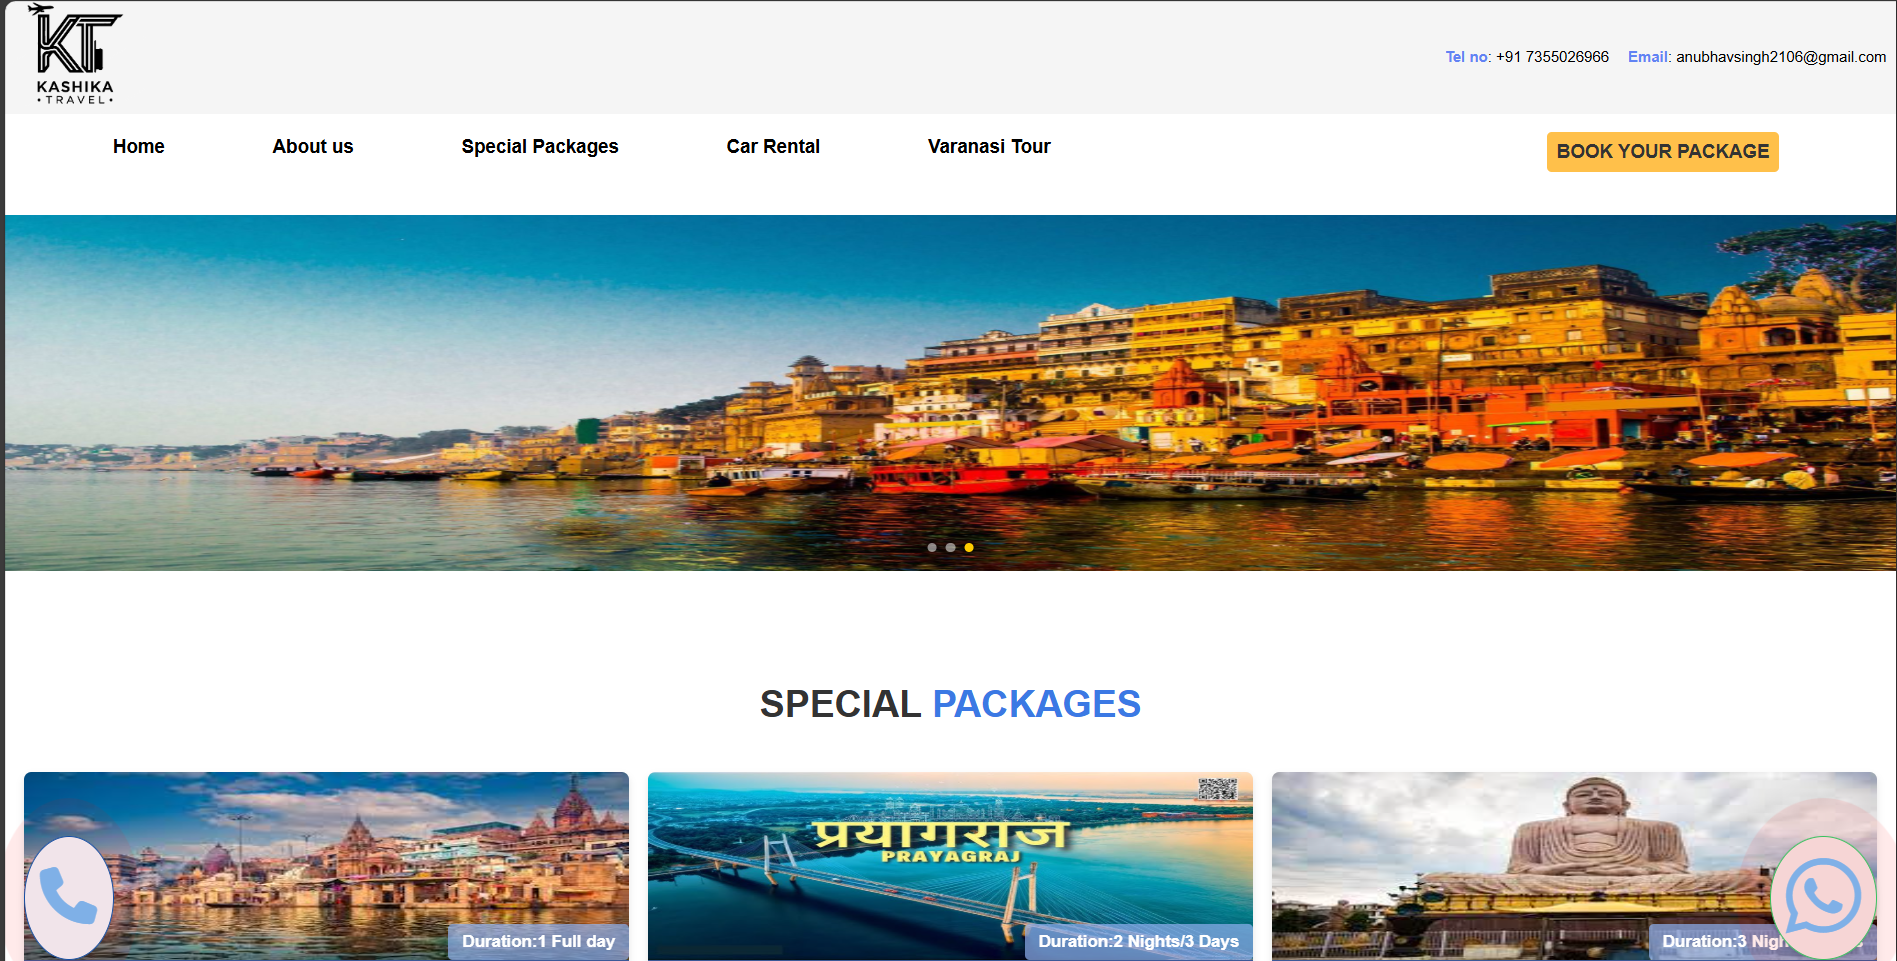 KT
KASHIKA
• TRAVEL •
Tel no: +91 7355026966 Email: anubhavsingh2106@gmail.com
Home About us Special Packages Car Rental Varanasi Tour BOOK YOUR PACKAGE
SPECIAL PACKAGES
प्रयागराज
PRAYAGRAJ
Duration:1 Full day
Duration:2 Nights/3 Days
Duration:3